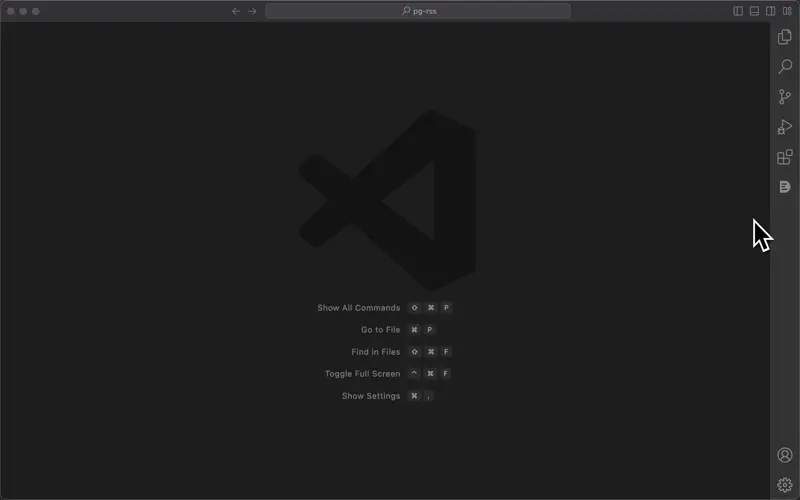 pg-rss
Show All Commands ⇧ ⌘ P
Go to File ⌘ P
Find in Files ⇧ ⌘ F
Toggle Full Screen ^ ⌘ F
Show Settings ⌘ ,